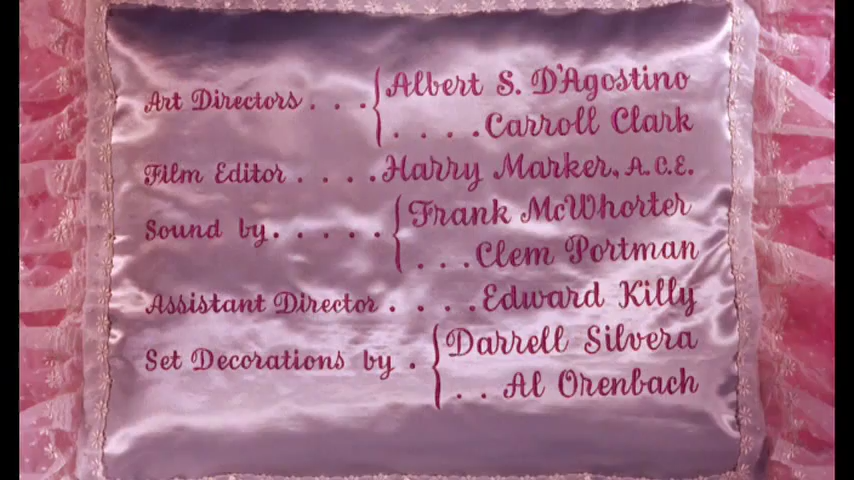 Art Directors . . . { Albert S. D'Agostino
. . . . Carroll Clark
Film Editor . . . . . Harry Marker, A.C.E.
Sound by. . . . . . { Frank McWhorter
. . . Clem Portman
Assistant Director . . . . Edward Killy
Set Decorations by . { Darrell Silvera
. . Al Orenbach